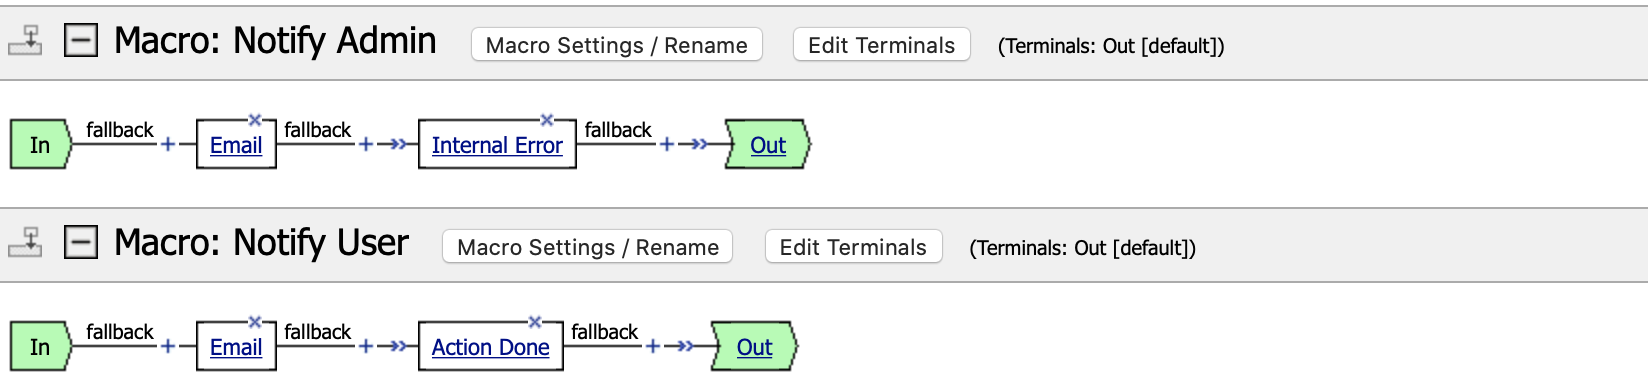 Macro: Notify Admin Macro Settings / Rename Edit Terminals (Terminals: Out [default])
In fallback + Email fallback + Internal Error fallback + Out
Macro: Notify User Macro Settings / Rename Edit Terminals (Terminals: Out [default])
In fallback + Email fallback + Action Done fallback + Out